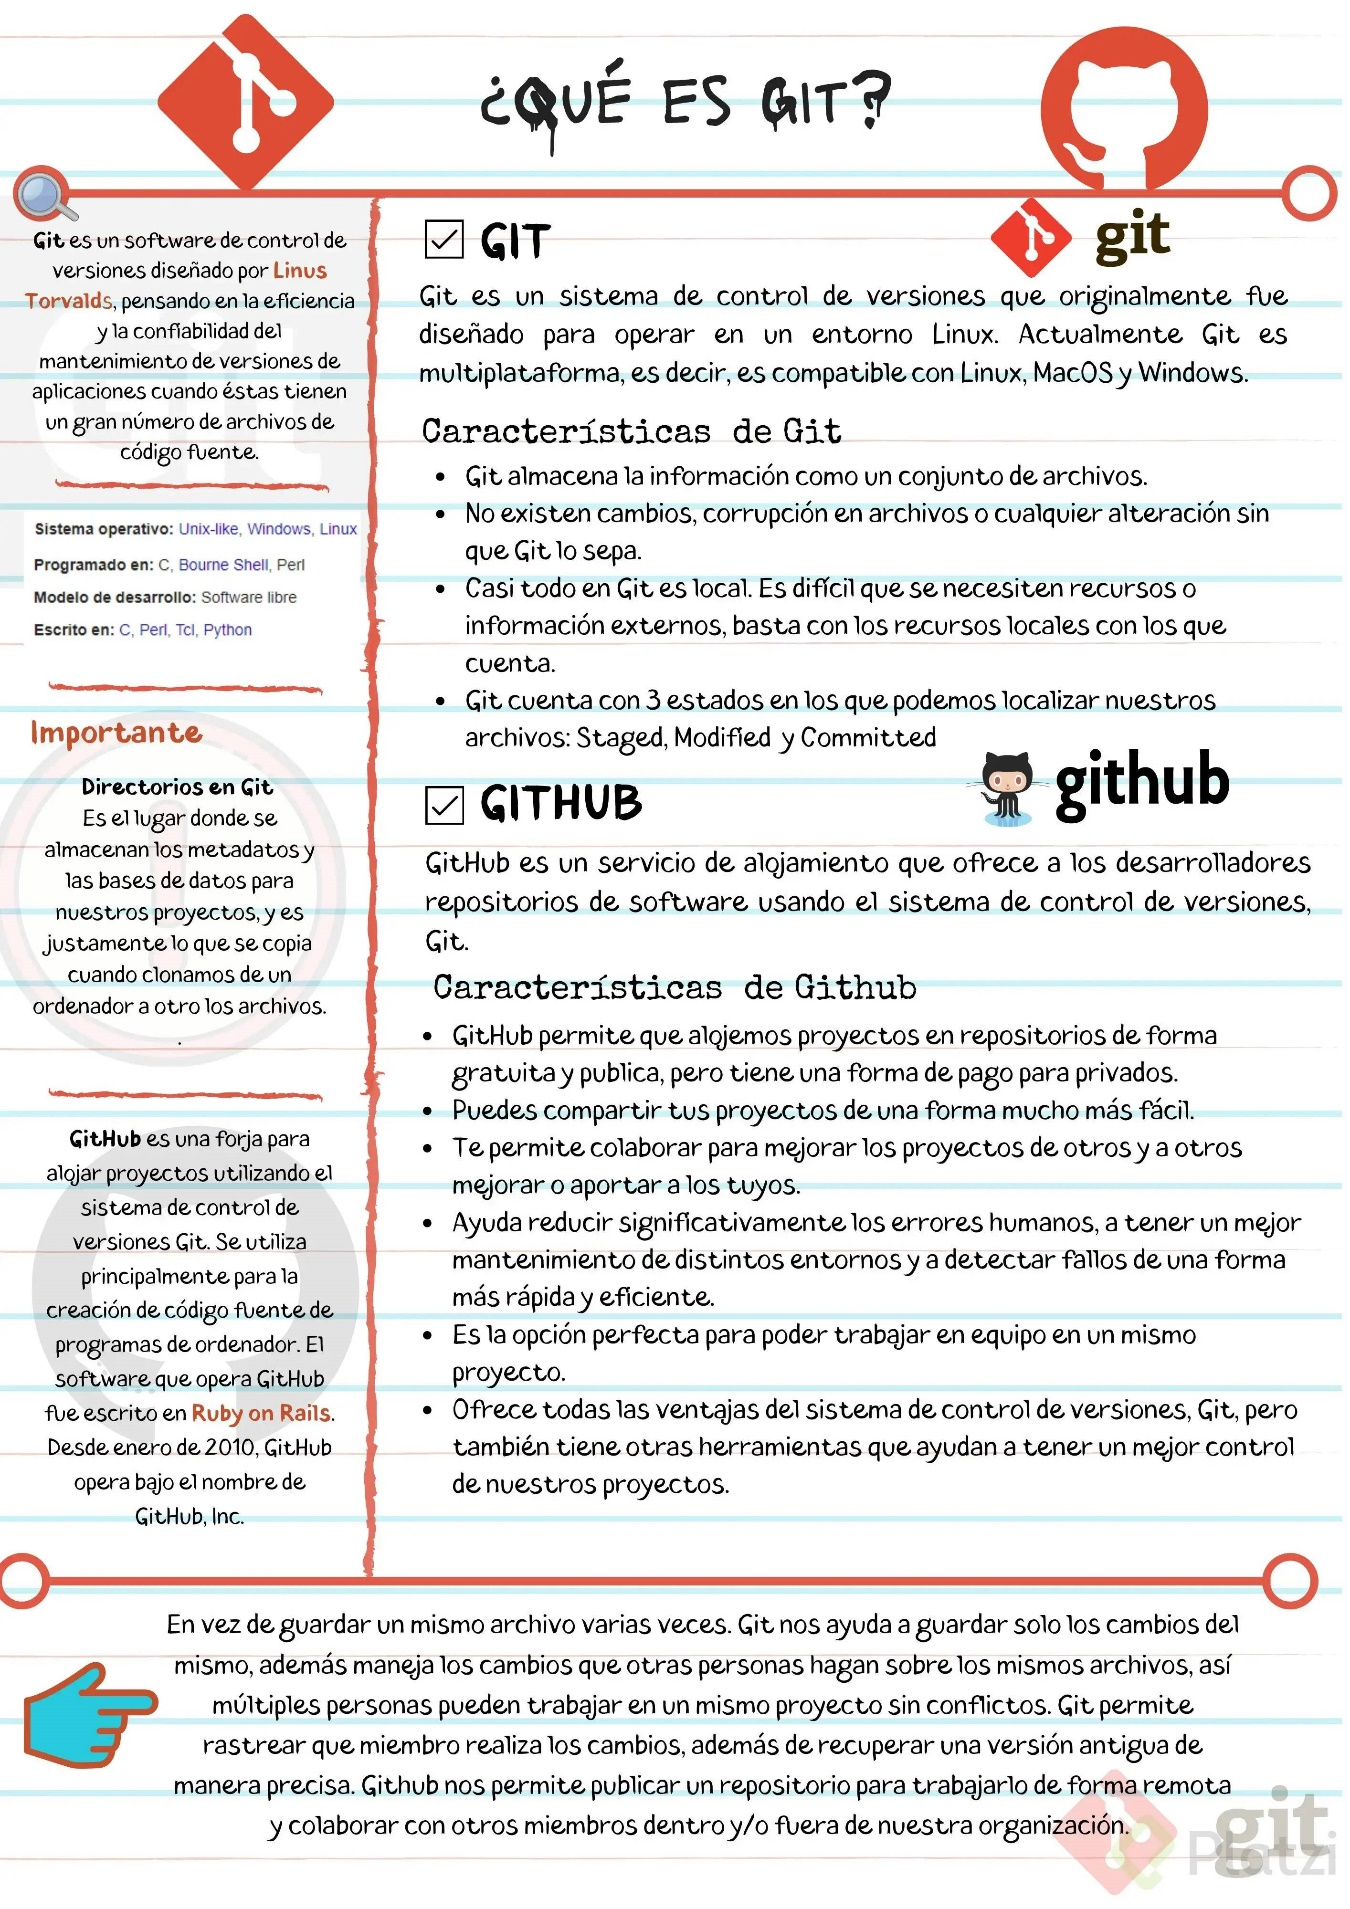 ¿QUÉ ES GIT?
Git es un software de control de
versiones diseñado por Linus
Torvalds, pensando en la eficiencia
y la confiabilidad del
mantenimiento de versiones de
aplicaciones cuando éstas tienen
un gran número de archivos de
código fuente.
Sistema operativo: Unix-like, Windows, Linux
Programado en: C, Bourne Shell, Perl
Modelo de desarrollo: Software libre
Escrito en: C, Perl, Tcl, Python
Importante
Directorios en Git
Es el lugar donde se
almacenan los metadatos y
las bases de datos para
nuestros proyectos, y es
justamente lo que se copia
cuando clonamos de un
ordenador a otro los archivos.
.
GitHub es una forja para
alojar proyectos utilizando el
sistema de control de
versiones Git. Se utiliza
principalmente para la
creación de código fuente de
programas de ordenador. El
software que opera GitHub
fue escrito en Ruby on Rails.
Desde enero de 2010, GitHub
opera bajo el nombre de
GitHub, Inc.
GIT
git
Git es un sistema de control de versiones que originalmente fue
diseñado para operar en un entorno Linux. Actualmente Git es
multiplataforma, es decir, es compatible con Linux, MacOS y Windows.
Características de Git
• Git almacena la información como un conjunto de archivos.
• No existen cambios, corrupción en archivos o cualquier alteración sin
que Git lo sepa.
• Casi todo en Git es local. Es difícil que se necesiten recursos o
información externos, basta con los recursos locales con los que
cuenta.
• Git cuenta con 3 estados en los que podemos localizar nuestros
archivos: Staged, Modified y Committed
GITHUB
github
GitHub es un servicio de alojamiento que ofrece a los desarrolladores
repositorios de software usando el sistema de control de versiones,
Git.
Características de Github
• GitHub permite que alojemos proyectos en repositorios de forma
gratuita y publica, pero tiene una forma de pago para privados.
• Puedes compartir tus proyectos de una forma mucho más fácil.
• Te permite colaborar para mejorar los proyectos de otros y a otros
mejorar o aportar a los tuyos.
• Ayuda reducir significativamente los errores humanos, a tener un mejor
mantenimiento de distintos entornos y a detectar fallos de una forma
más rápida y eficiente.
• Es la opción perfecta para poder trabajar en equipo en un mismo
proyecto.
• Ofrece todas las ventajas del sistema de control de versiones, Git, pero
también tiene otras herramientas que ayudan a tener un mejor control
de nuestros proyectos.
En vez de guardar un mismo archivo varias veces. Git nos ayuda a guardar solo los cambios del
mismo, además maneja los cambios que otras personas hagan sobre los mismos archivos, así
múltiples personas pueden trabajar en un mismo proyecto sin conflictos. Git permite
rastrear que miembro realiza los cambios, además de recuperar una versión antigua de
manera precisa. Github nos permite publicar un repositorio para trabajarlo de forma remota
y colaborar con otros miembros dentro y/o fuera de nuestra organización.
git
Platzi